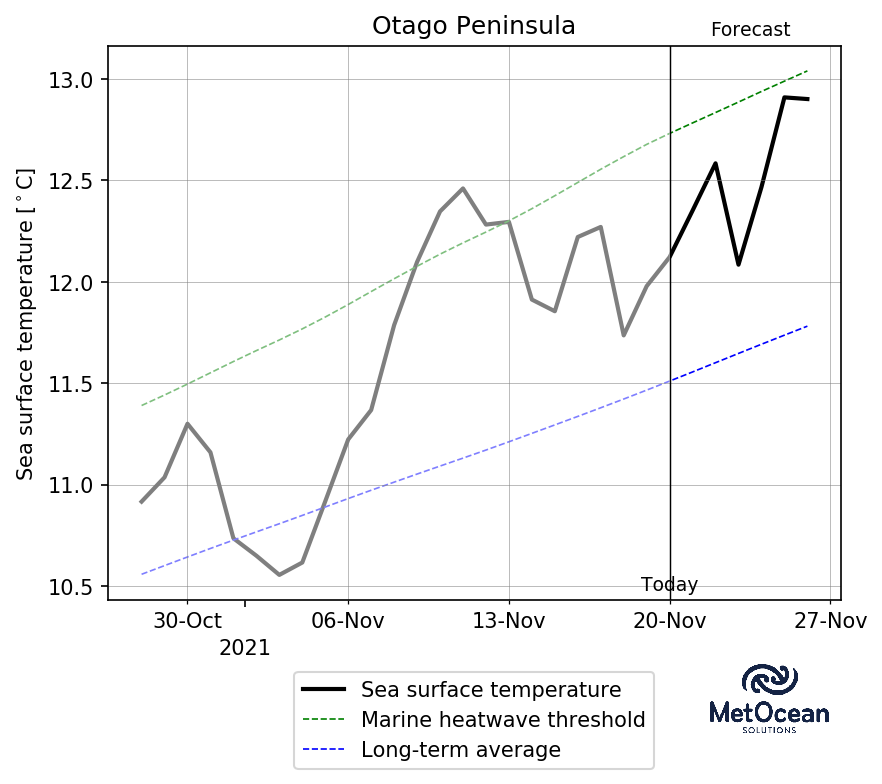 Otago Peninsula
Forecast
Sea surface temperature [°C]
13.0
12.5
12.0
11.5
11.0
10.5
Today
30-Oct
06-Nov
13-Nov
20-Nov
27-Nov
2021
Sea surface temperature
Marine heatwave threshold
Long-term average
MetOcean
SOLUTIONS